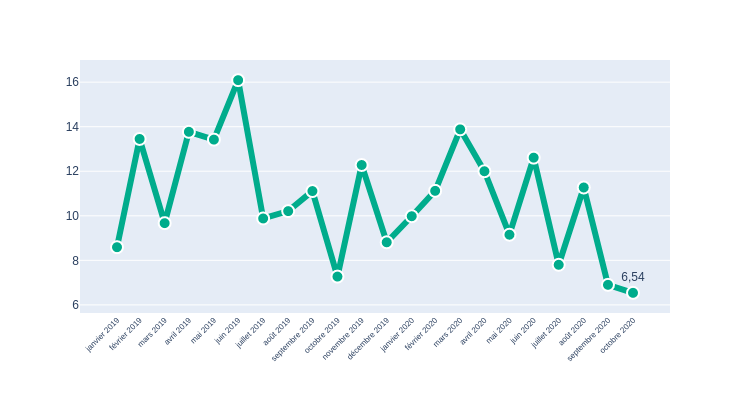 16
14
12
10
8
6
6,54
janvier 2019
février 2019
mars 2019
avril 2019
mai 2019
juin 2019
juillet 2019
août 2019
septembre 2019
octobre 2019
novembre 2019
décembre 2019
janvier 2020
février 2020
mars 2020
avril 2020
mai 2020
juin 2020
juillet 2020
août 2020
septembre 2020
octobre 2020